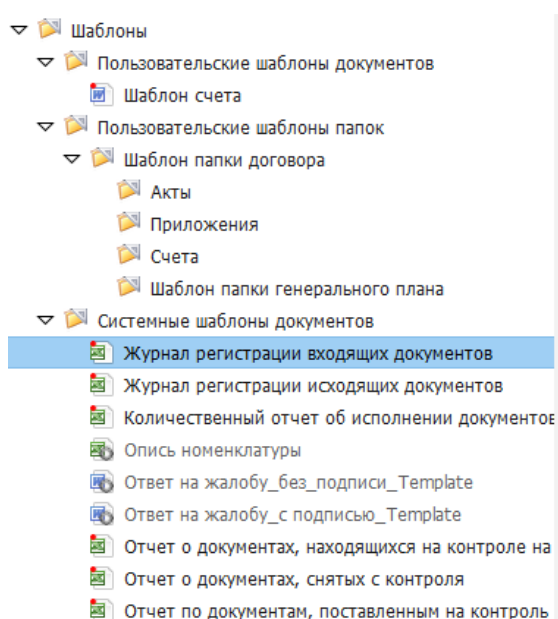 Шаблоны
Пользовательские шаблоны документов
Шаблон счета
Пользовательские шаблоны папок
Шаблон папки договора
Акты
Приложения
Счета
Шаблон папки генерального плана
Системные шаблоны документов
Журнал регистрации входящих документов
Журнал регистрации исходящих документов
Количественный отчет об исполнении документов
Опись номенклатуры
Ответ на жалобу_без_подписи_Template
Ответ на жалобу_с подписью_Template
Отчет о документах, находящихся на контроле на
Отчет о документах, снятых с контроля
Отчет по документам, поставленным на контроль